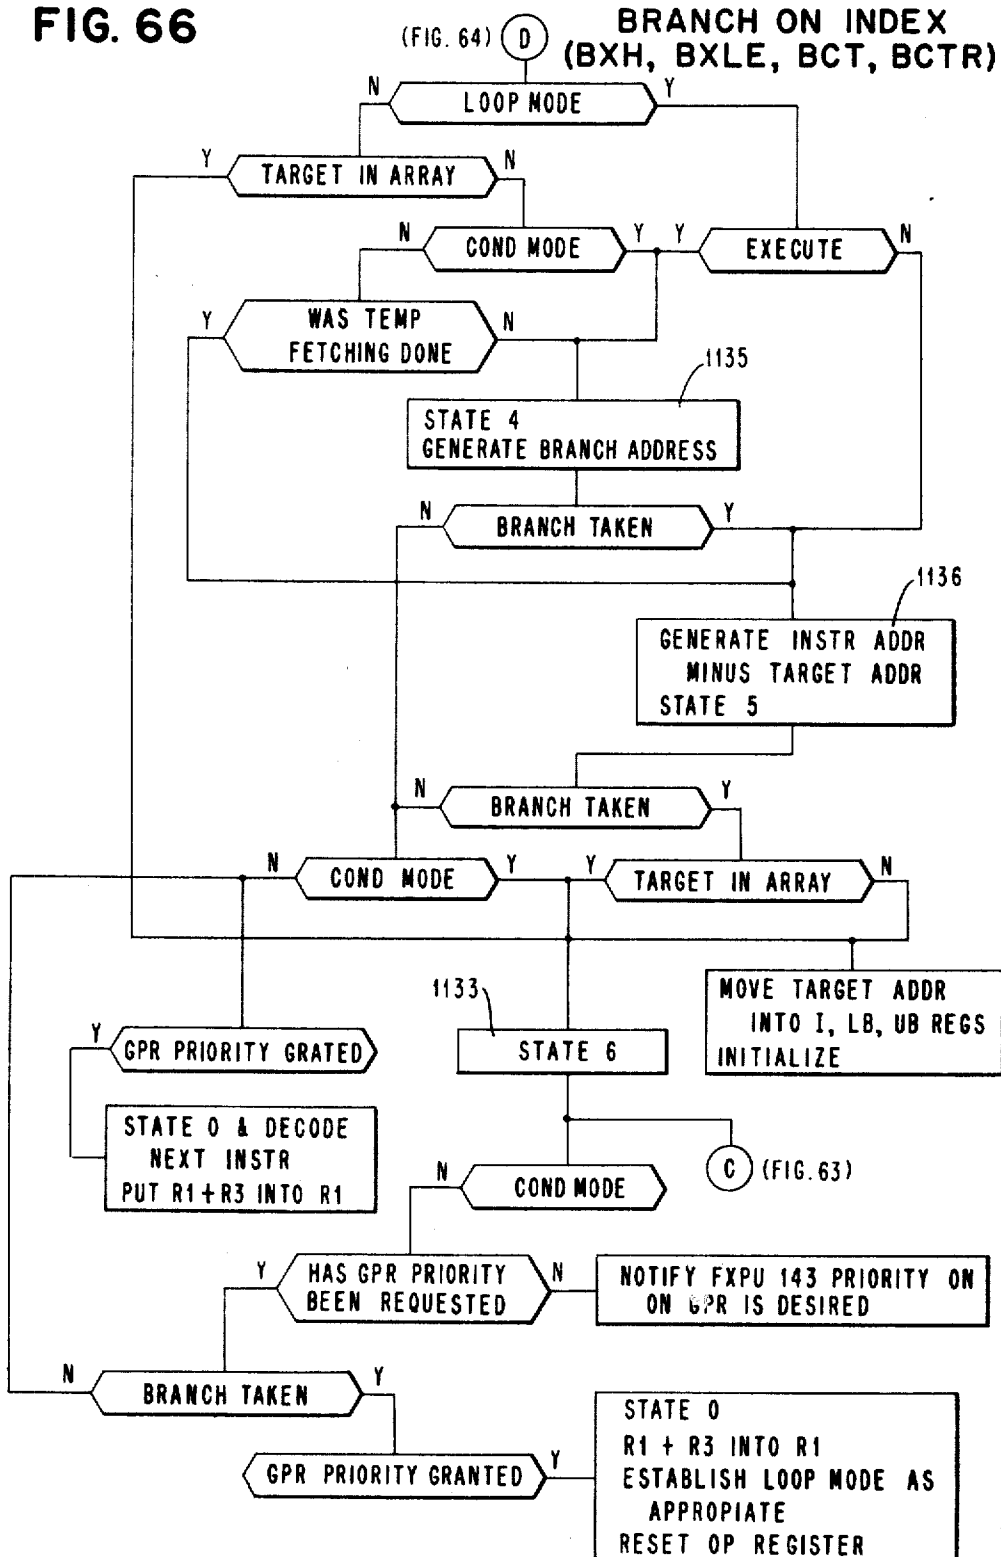 FIG. 66
(FIG. 64) D
BRANCH ON INDEX
(BXH, BXLE, BCT, BCTR)
N LOOP MODE Y
Y TARGET IN ARRAY N
N COND MODE Y Y EXECUTE N
Y WAS TEMP N
FETCHING DONE
1135
STATE 4
GENERATE BRANCH ADDRESS
N BRANCH TAKEN Y
1136
GENERATE INSTR ADDR
MINUS TARGET ADDR
STATE 5
N BRANCH TAKEN Y
N COND MODE Y Y TARGET IN ARRAY N
MOVE TARGET ADDR
INTO I, LB, UB REGS
INITIALIZE
1133
STATE 6
Y GPR PRIORITY GRATED
STATE 0 & DECODE
NEXT INSTR
PUT R1+R3 INTO R1
C (FIG. 63)
N COND MODE
Y HAS GPR PRIORITY N
BEEN REQUESTED
NOTIFY FXPU 143 PRIORITY ON
ON GPR IS DESIRED
N BRANCH TAKEN Y
GPR PRIORITY GRANTED Y
STATE 0
R1 + R3 INTO R1
ESTABLISH LOOP MODE AS
APPROPIATE
RESET OP REGISTER